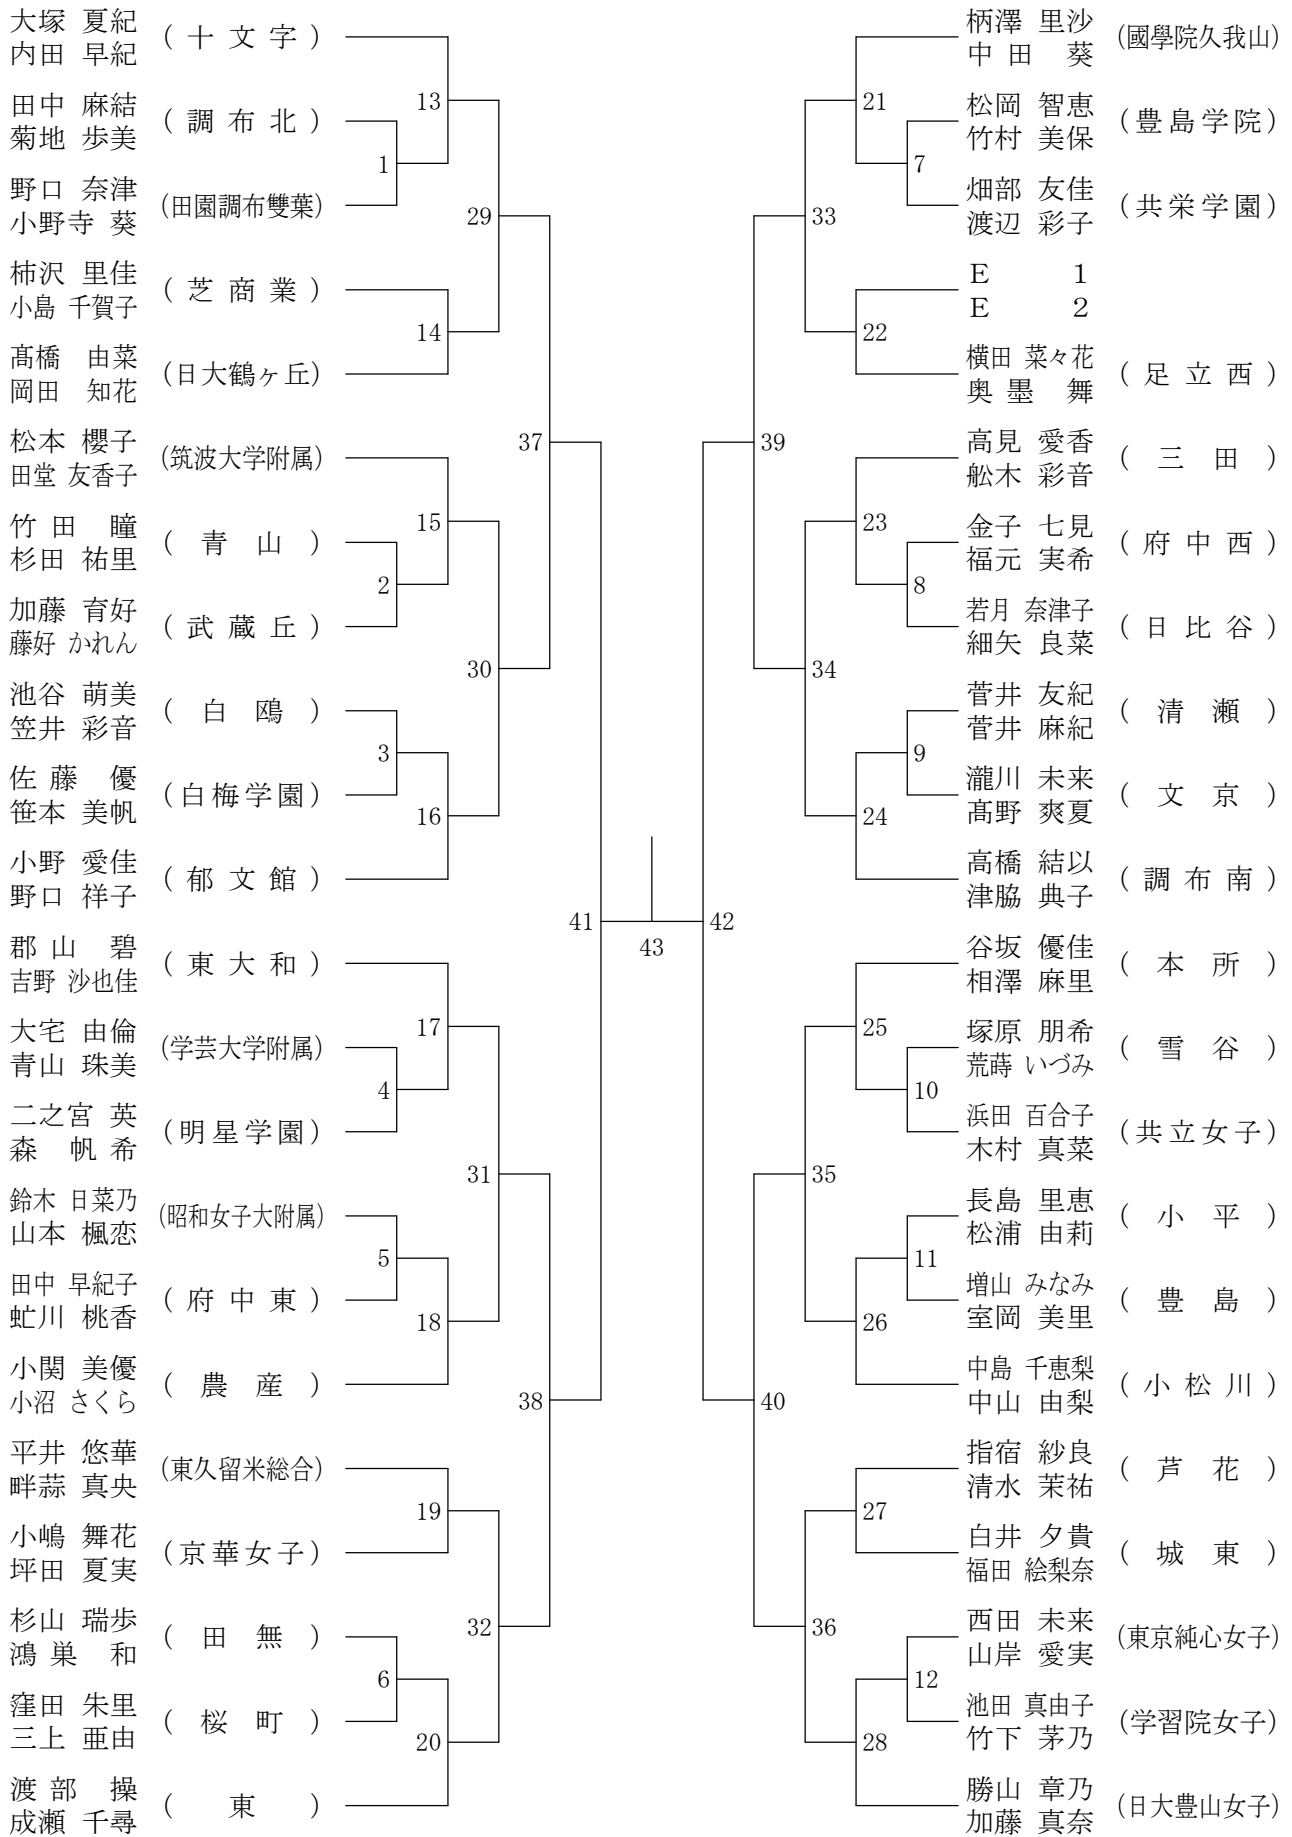 大塚 夏紀
内田 早紀
(十文字)
田中 麻結
菊地 歩美
(調布北)
野口 奈津
小野寺 葵
(田園調布雙葉)
柿沢 里佳
小島 千賀子
(芝商業)
髙橋 由菜
岡田 知花
(日大鶴ヶ丘)
松本 櫻子
田堂 友香子
(筑波大学附属)
竹田 瞳
杉田 祐里
(青山)
加藤 育好
藤好 かれん
(武蔵丘)
池谷 萌美
笠井 彩音
(白鴎)
佐藤 優
笹本 美帆
(白梅学園)
小野 愛佳
野口 祥子
(郁文館)
郡山 碧
吉野 沙也佳
(東大和)
大宅 由倫
青山 珠美
(学芸大学附属)
二之宮 英
森 帆希
(明星学園)
鈴木 日菜乃
山本 楓恋
(昭和女子大附属)
田中 早紀子
虻川 桃香
(府中東)
小関 美優
小沼 さくら
(農産)
平井 悠華
畔蒜 真央
(東久留米総合)
小嶋 舞花
坪田 夏実
(京華女子)
杉山 瑞歩
鴻巣 和
(田無)
窪田 朱里
三上 亜由
(桜町)
渡部 操
成瀬 千尋
(東)
13
1
29
14
37
15
2
30
3
16
41
17
4
31
5
18
38
19
32
6
20
43
柄澤 里沙
中田 葵
(國學院久我山)
松岡 智恵
竹村 美保
(豊島学院)
畑部 友佳
渡辺 彩子
(共栄学園)
E 1
E 2
横田 菜々花
奥墨 舞
(足立西)
高見 愛香
舩木 彩音
(三田)
金子 七見
福元 実希
(府中西)
若月 奈津子
細矢 良菜
(日比谷)
菅井 友紀
菅井 麻紀
(清瀬)
瀧川 未来
髙野 爽夏
(文京)
高橋 結以
津脇 典子
(調布南)
谷坂 優佳
相澤 麻里
(本所)
塚原 朋希
荒蒔 いづみ
(雪谷)
浜田 百合子
木村 真菜
(共立女子)
長島 里恵
松浦 由莉
(小平)
増山 みなみ
室岡 美里
(豊島)
中島 千恵梨
中山 由梨
(小松川)
指宿 紗良
清水 茉祐
(芦花)
白井 夕貴
福田 絵梨奈
(城東)
西田 未来
山岸 愛実
(東京純心女子)
池田 真由子
竹下 茅乃
(学習院女子)
勝山 章乃
加藤 真奈
(日大豊山女子)
21
7
33
22
39
23
8
34
9
24
42
25
10
35
11
26
40
27
36
12
28